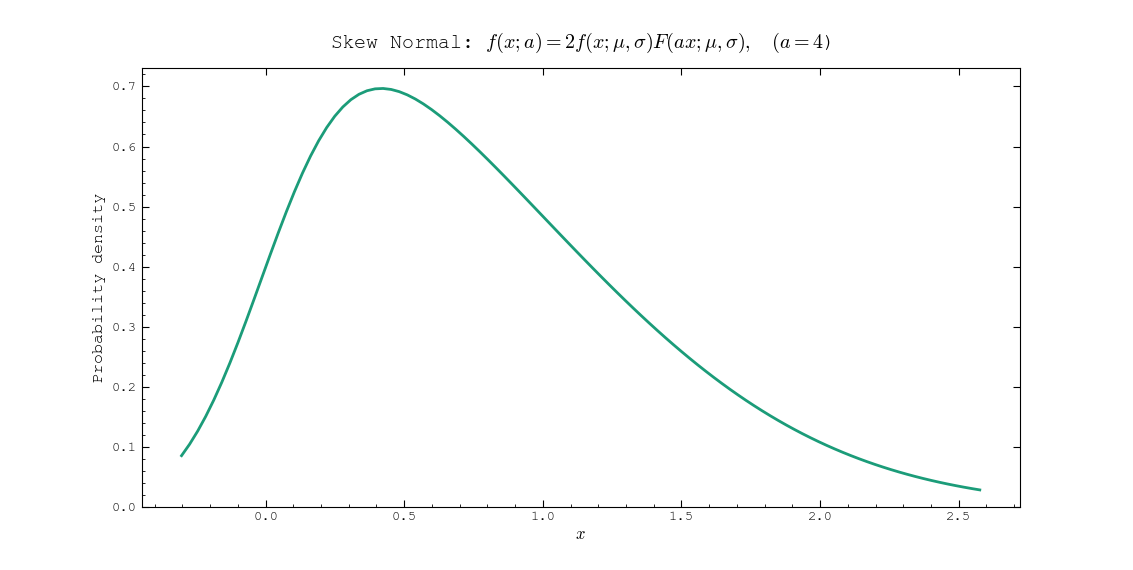 Skew Normal: f(x; a) = 2f(x; μ, σ)F(ax; μ, σ), (a = 4)
0.7
0.6
0.5
0.4
0.3
0.2
0.1
0.0
Probability density
0.0 0.5 1.0 1.5 2.0 2.5
x